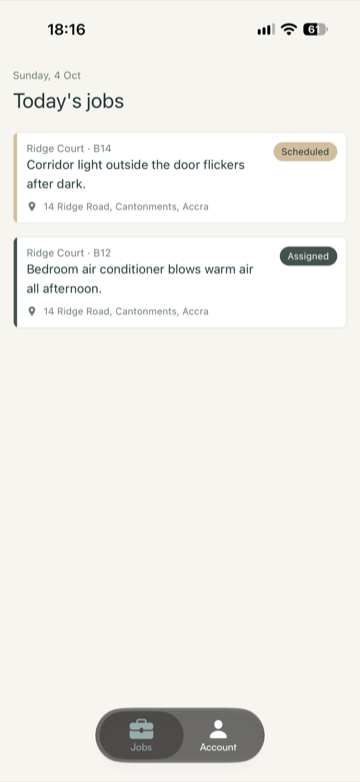 18:16
61
Sunday, 4 Oct
Today's jobs
Ridge Court · B14
Scheduled
Corridor light outside the door flickers
after dark.
14 Ridge Road, Cantonments, Accra
Ridge Court · B12
Assigned
Bedroom air conditioner blows warm air
all afternoon.
14 Ridge Road, Cantonments, Accra
Jobs
Account